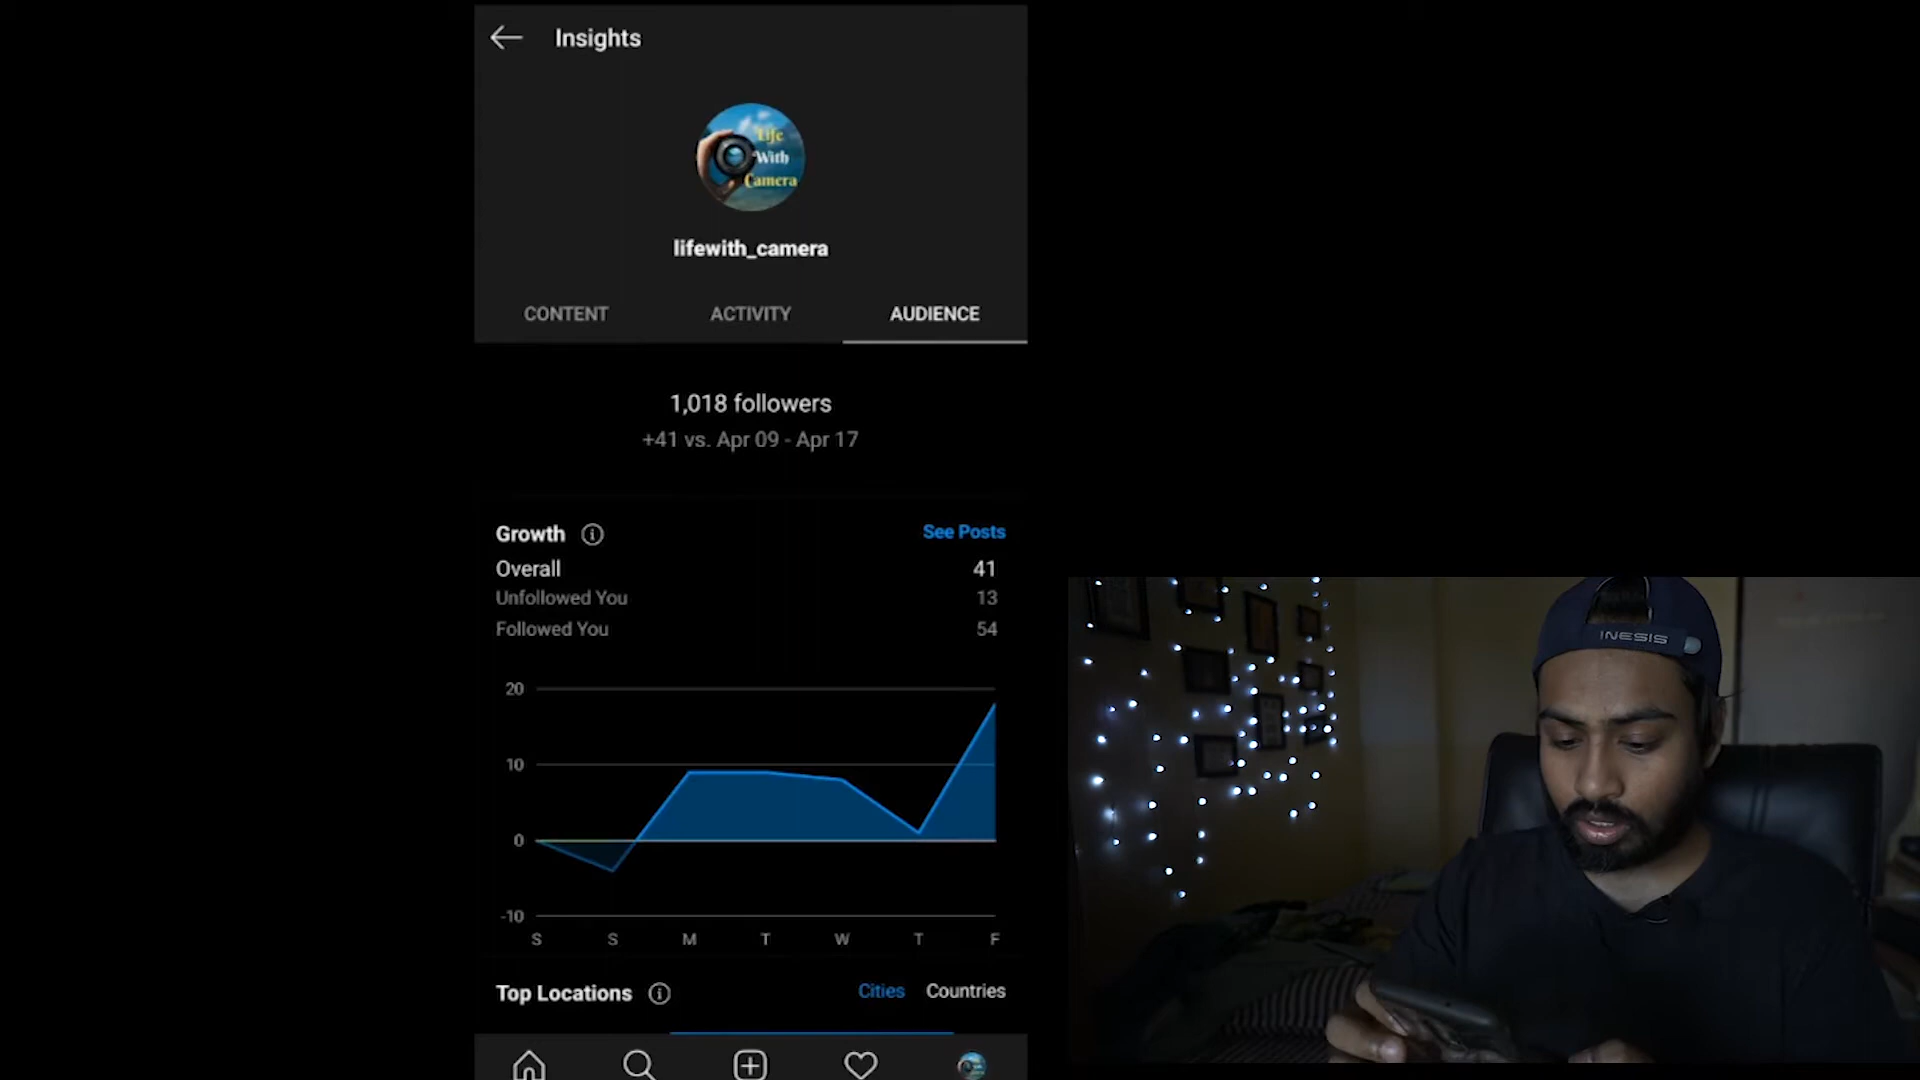 Insights
Life
With
Camera
lifewith_camera
CONTENT ACTIVITY AUDIENCE
1,018 followers
+41 vs. Apr 09 - Apr 17
Growth See Posts
Overall 41
Unfollowed You 13
Followed You 54
20
10
0
-10
S S M T W T F
Top Locations Cities Countries
INESIS